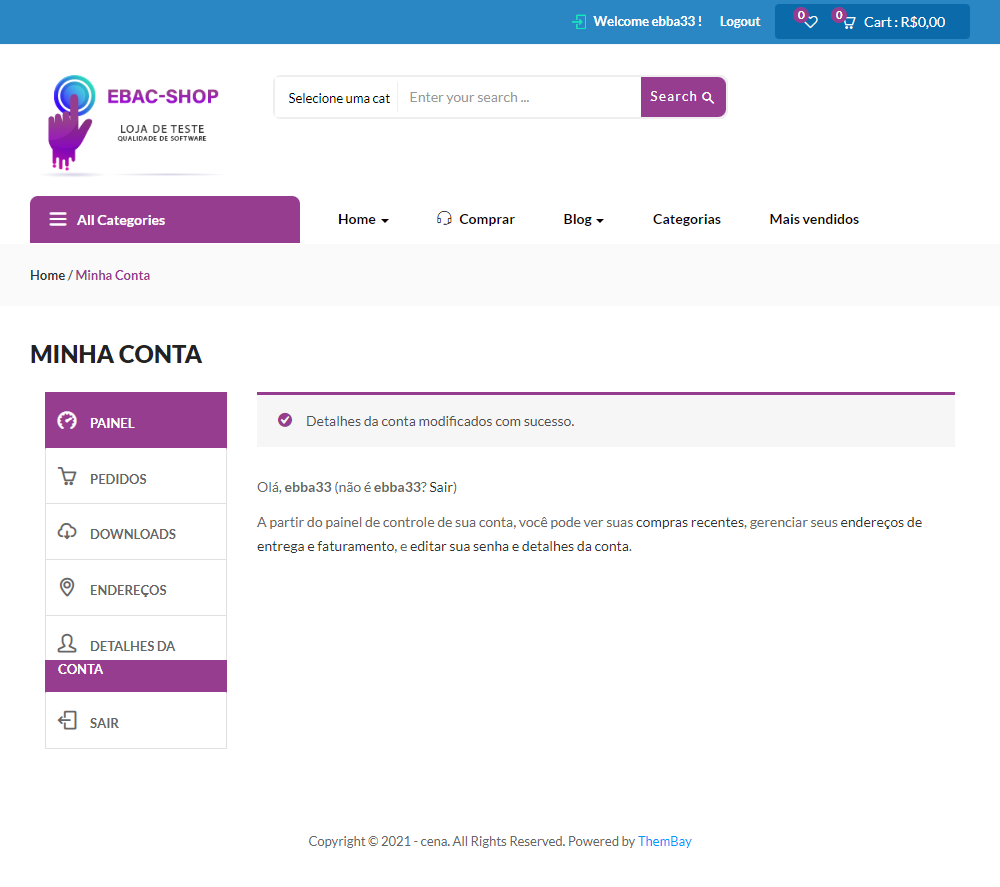 Welcome ebba33 !
Logout
0
0
Cart : R$0,00
EBAC-SHOP
LOJA DE TESTE
QUALIDADE DE SOFTWARE
Selecione uma cat
Enter your search ...
Search
All Categories
Home
Comprar
Blog
Categorias
Mais vendidos
Home / Minha Conta
MINHA CONTA
PAINEL
PEDIDOS
DOWNLOADS
ENDEREÇOS
DETALHES DA
CONTA
SAIR
Detalhes da conta modificados com sucesso.
Olá, ebba33 (não é ebba33? Sair)
A partir do painel de controle de sua conta, você pode ver suas compras recentes, gerenciar seus endereços de
entrega e faturamento, e editar sua senha e detalhes da conta.
Copyright © 2021 - cena. All Rights Reserved. Powered by ThemBay